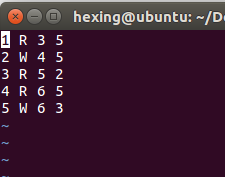 hexing@ubuntu: ~/De
1 R 3 5
2 W 4 5
3 R 5 2
4 R 6 5
5 W 6 3
~
~
~
~